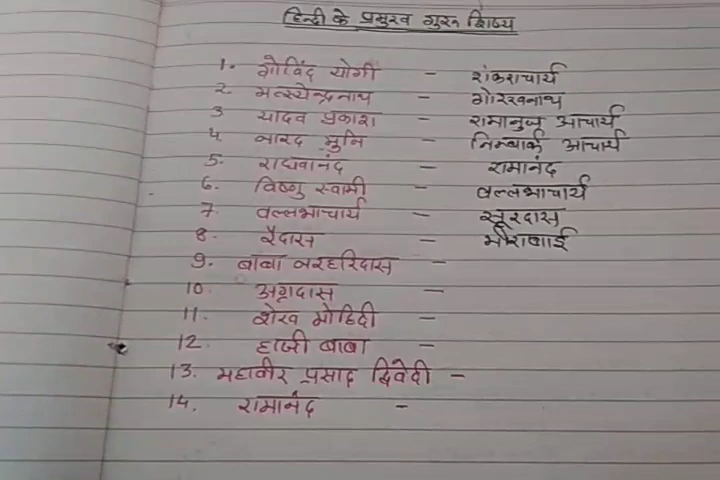 हिन्दी के प्रमुख गुरु शिष्य
1. गोविंद योगी - शंकराचार्य
2 मत्स्येन्द्रनाथ - गोरखनाथ
3 यादव प्रकाश - रामानुज आचार्य
4. नारद मुनि - निम्बार्क आचार्य
5. राघवानंद - रामानंद
6. विष्णु स्वामी - वल्लभाचार्य
7. वल्लभाचार्य - सूरदास
8. रैदास - मीराबाई
9. बाबा नरहरिदास -
10. अग्रदास -
11. शेख मोहिदी -
12. हाजी बाबा -
13. महावीर प्रसाद द्विवेदी -
14. रामानंद -